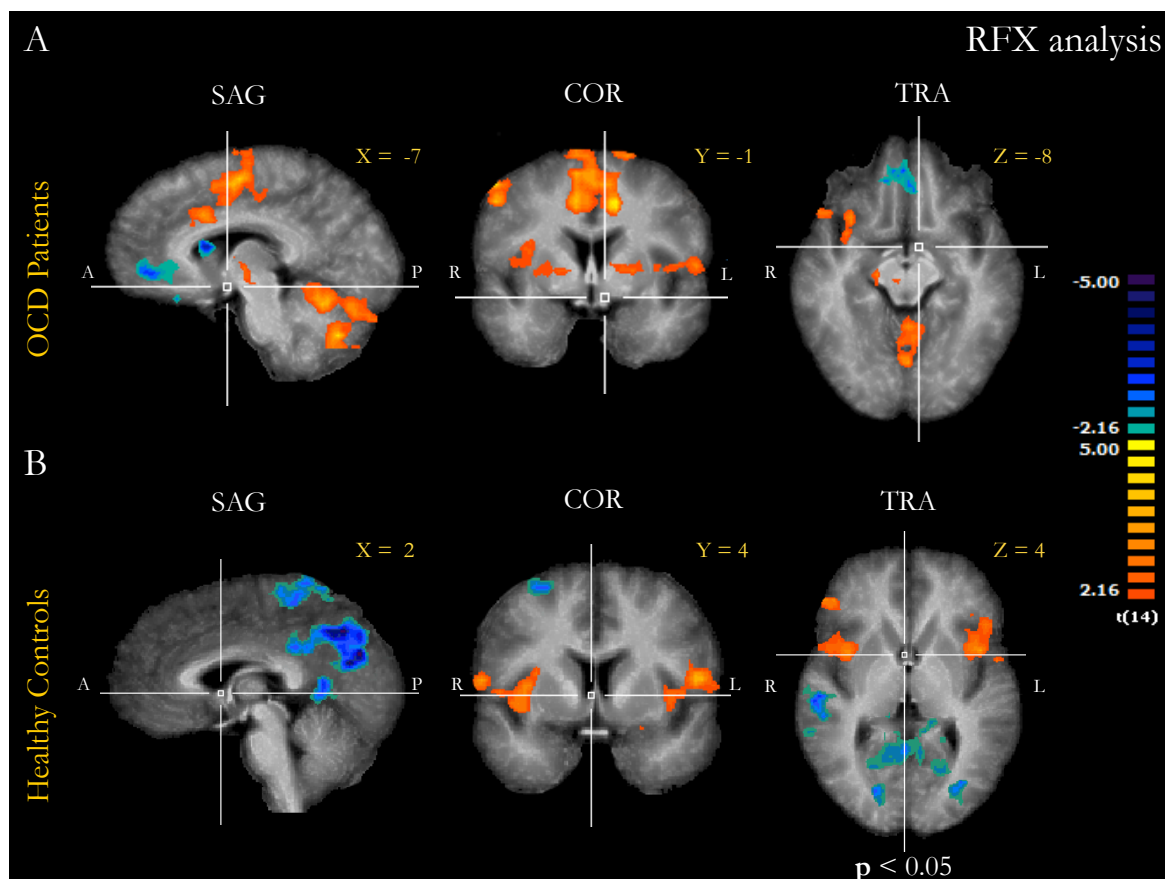 A
RFX analysis
SAG
COR
TRA
X = -7
Y = -1
Z = -8
OCD Patients
A
P
R
L
R
L
-5.00
-2.16
5.00
2.16
t(14)
B
SAG
COR
TRA
X = 2
Y = 4
Z = 4
Healthy Controls
A
P
R
L
R
L
p < 0.05